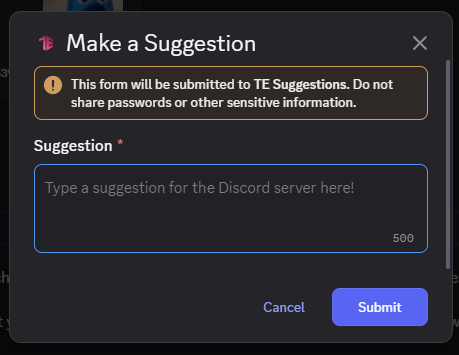 Make a Suggestion
This form will be submitted to TE Suggestions. Do not
share passwords or other sensitive information.
Suggestion *
Type a suggestion for the Discord server here!
500
Cancel
Submit